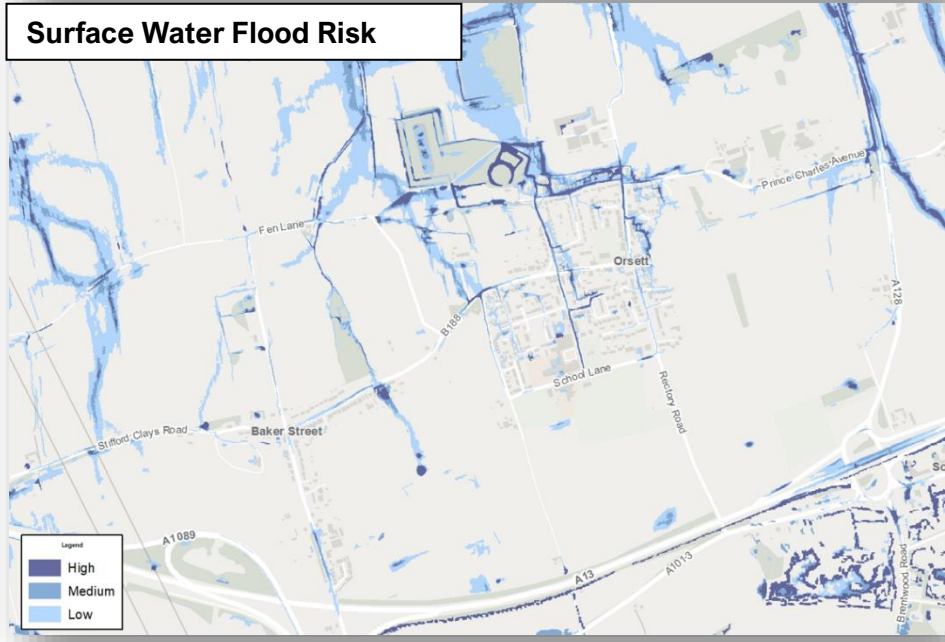 Surface Water Flood Risk
Prince Charles Avenue
Fen Lane
Orsett
A128
B188
School Lane
Rectory Road
Stifford Clays Road
Baker Street
A1089
A13
A1013
Brentwood Road
Legend
High
Medium
Low